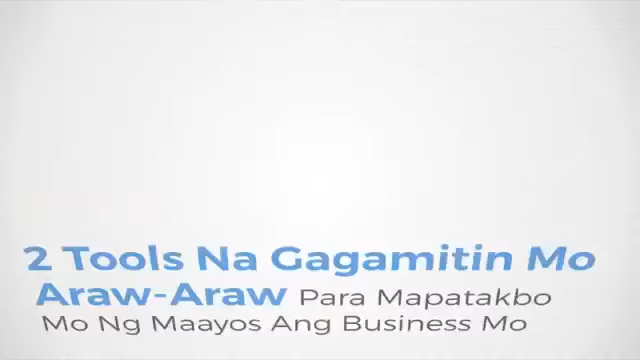 2 Tools Na Gagamitin Mo
Araw-Araw Para Mapatakbo
Mo Ng Maayos Ang Business Mo